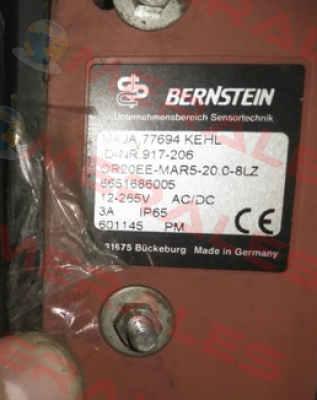 BERNSTEIN
Unternehmensbereich Sensortechnik
MAJA 77694 KEHL
ID-NR.917-206
OR20EE-MAR5-20.0-8LZ
6651686005
12-265V AC/DC
3A IP65
601145 PM
CE
31675 Bückeburg Made in Germany